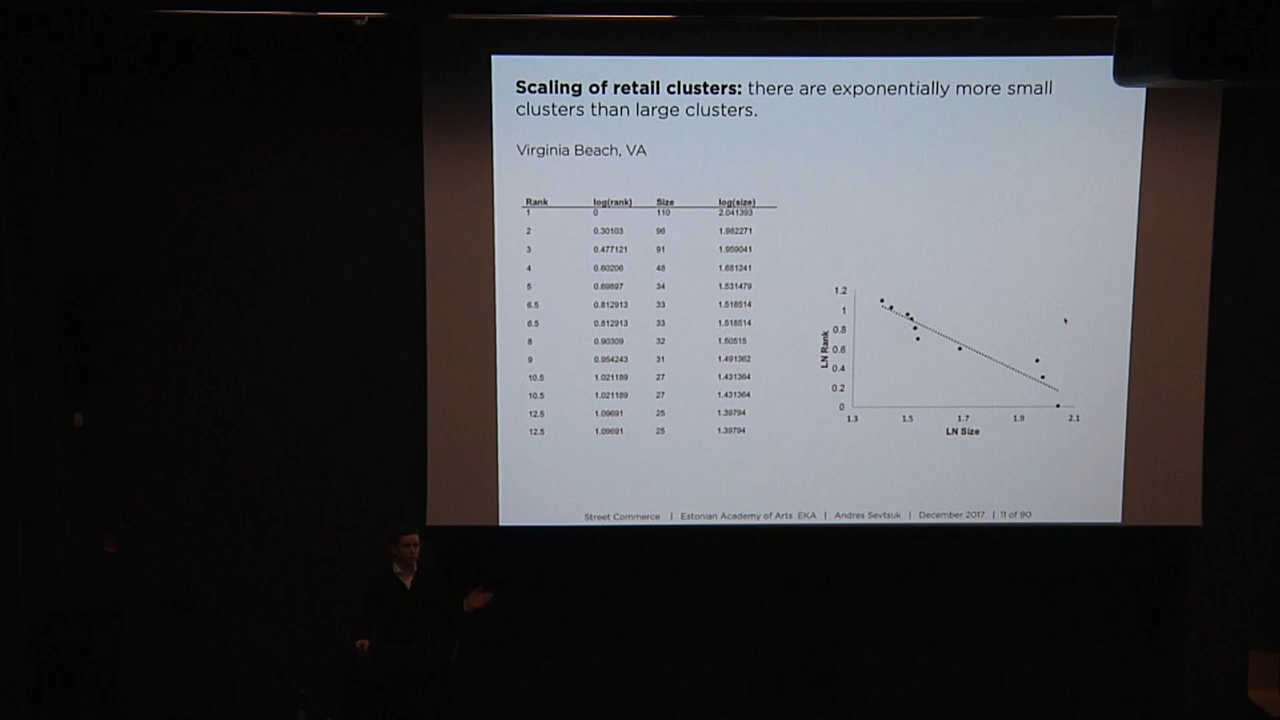 Scaling of retail clusters: there are exponentially more small
clusters than large clusters.
Virginia Beach, VA
Rank log(rank) Size log(size)
1 0 110 2.041393
2 0.30103 96 1.982271
3 0.477121 91 1.959041
4 0.60206 48 1.681241
5 0.69897 34 1.531479
6.5 0.812913 33 1.518514
6.5 0.812913 33 1.518514
8 0.90309 32 1.50515
9 0.954243 31 1.491362
10.5 1.021189 27 1.431364
10.5 1.021189 27 1.431364
12.5 1.09691 25 1.39794
12.5 1.09691 25 1.39794
1.2
1
0.8
0.6
0.4
0.2
0
LN Rank
1.3 1.5 1.7 1.9 2.1
LN Size
Street Commerce | Estonian Academy of Arts EKA | Andres Sevtsuk | December 2017 | 11 of 90